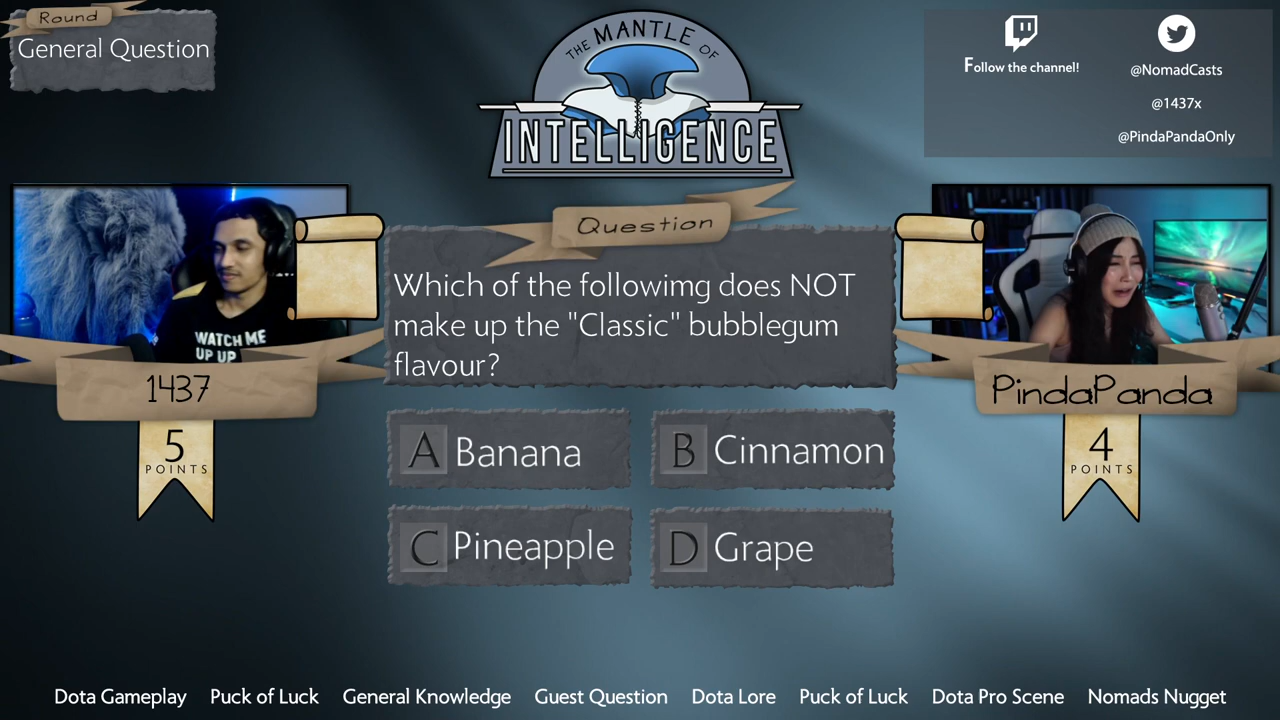 Round
General Question
THE MANTLE OF
INTELLIGENCE
Follow the channel!
@NomadCasts
@1437x
@PindaPandaOnly
Question
Which of the followimg does NOT
make up the "Classic" bubblegum
flavour?
WATCH ME
UP UP
1437
5
POINTS
PindaPanda
4
POINTS
A Banana
B Cinnamon
C Pineapple
D Grape
Dota Gameplay Puck of Luck General Knowledge Guest Question Dota Lore Puck of Luck Dota Pro Scene Nomads Nugget